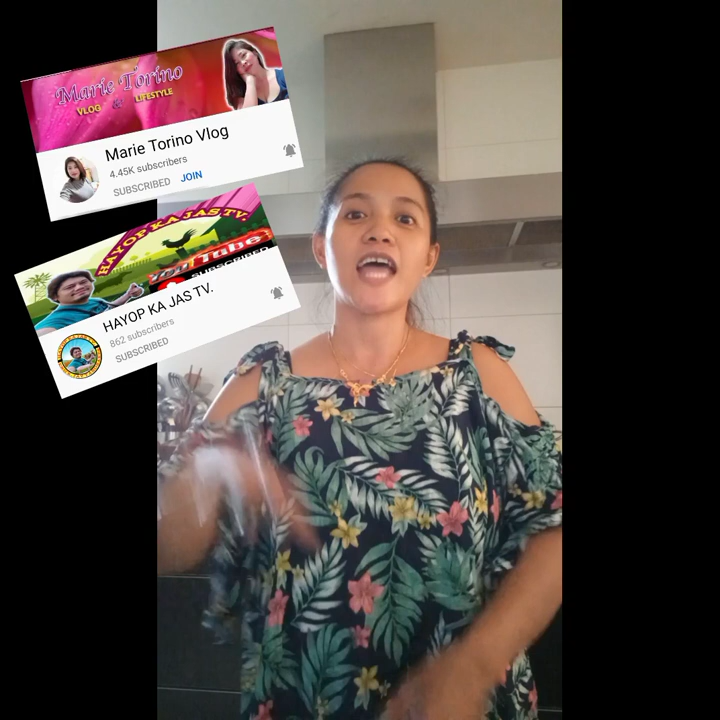 Marie Torino
VLOG & LIFESTYLE
Marie Torino Vlog
4.45K subscribers
SUBSCRIBED JOIN
HAYOP KA JAS TV.
YouTube
SUBSCRIBED
HAYOP KA JAS TV.
862 subscribers
SUBSCRIBED